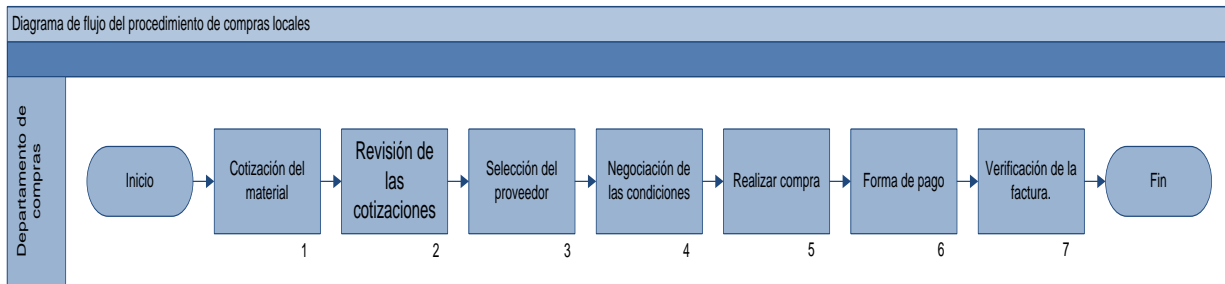 Diagrama de flujo del procedimiento de compras locales
Departamento de
compras
Inicio
Cotización del
material
1
Revisión de
las
cotizaciones
2
Selección del
proveedor
3
Negociación de
las condiciones
4
Realizar compra
5
Forma de pago
6
Verificación de la
factura.
7
Fin